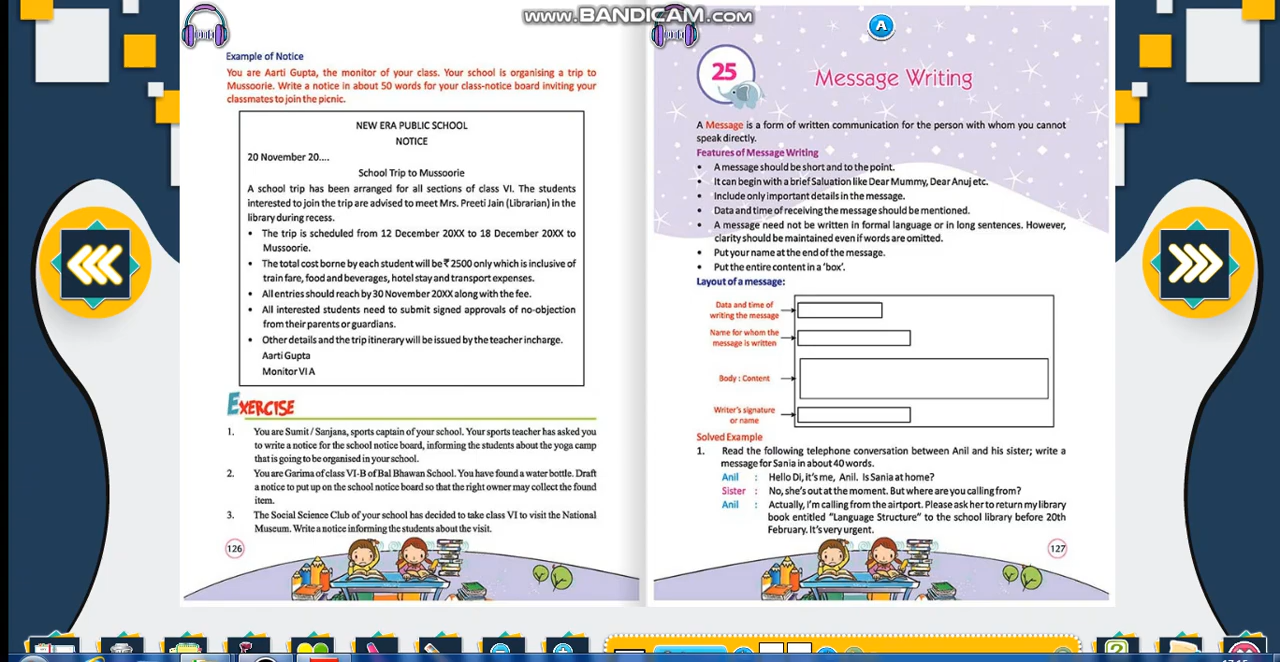 www.BANDICAM.com
A
Example of Notice
You are Aarti Gupta, the monitor of your class. Your school is organising a trip to
Mussoorie. Write a notice in about 50 words for your class-notice board inviting your
classmates to join the picnic.
NEW ERA PUBLIC SCHOOL
NOTICE
20 November 20....
School Trip to Mussoorie
A school trip has been arranged for all sections of class VI. The students
interested to join the trip are advised to meet Mrs. Preeti Jain (Librarian) in the
library during recess.
• The trip is scheduled from 12 December 20XX to 18 December 20XX to
Mussoorie.
• The total cost borne by each student will be ₹ 2500 only which is inclusive of
train fare, food and beverages, hotel stay and transport expenses.
• All entries should reach by 30 November 20XX along with the fee.
• All interested students need to submit signed approvals of no-objection
from their parents or guardians.
• Other details and the trip itinerary will be issued by the teacher incharge.
Aarti Gupta
Monitor VI A
EXERCISE
1. You are Sumit / Sanjana, sports captain of your school. Your sports teacher has asked you
to write a notice for the school notice board, informing the students about the yoga camp
that is going to be organised in your school.
2. You are Garima of class VI-B of Bal Bhawan School. You have found a water bottle. Draft
a notice to put up on the school notice board so that the right owner may collect the found
item.
3. The Social Science Club of your school has decided to take class VI to visit the National
Museum. Write a notice informing the students about the visit.
126
25
Message Writing
A Message is a form of written communication for the person with whom you cannot
speak directly.
Features of Message Writing
• A message should be short and to the point.
• It can begin with a brief Saluation like Dear Mummy, Dear Anuj etc.
• Include only important details in the message.
• Data and time of receiving the message should be mentioned.
• A message need not be written in formal language or in long sentences. However,
clarity should be maintained even if words are omitted.
• Put your name at the end of the message.
• Put the entire content in a 'box'.
Layout of a message:
Data and time of
writing the message
Name for whom the
message is written
Body : Content
Writer's signature
or name
Solved Example
1. Read the following telephone conversation between Anil and his sister; write a
message for Sania in about 40 words.
Anil : Hello Di, it's me, Anil. Is Sania at home?
Sister : No, she's out at the moment. But where are you calling from?
Anil : Actually, I'm calling from the airtport. Please ask her to return my library
book entitled "Language Structure" to the school library before 20th
February. It's very urgent.
127